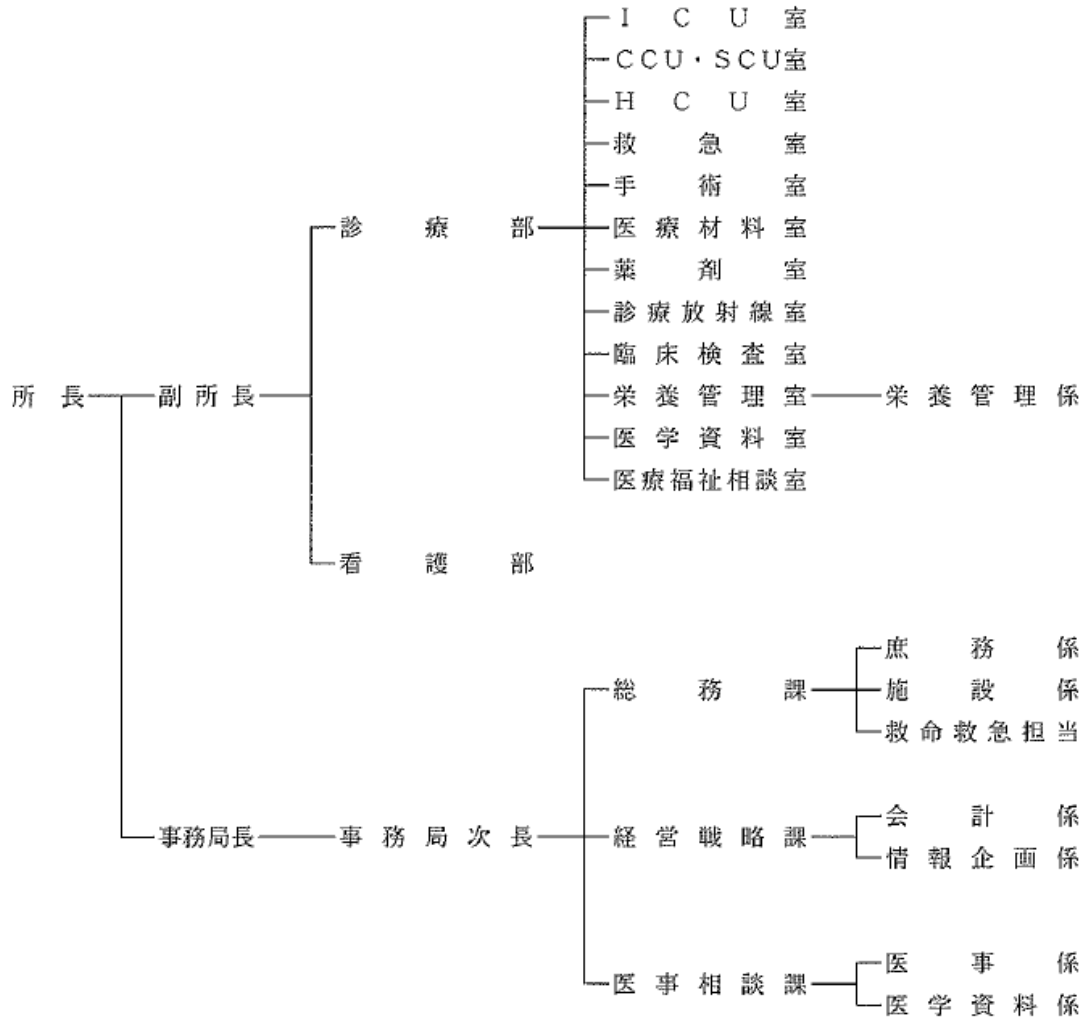 ICU室
CCU・SCU室
HCU室
救急室
手術室
診療部 医療材料室
薬剤室
診療放射線室
臨床検査室
所長 副所長 栄養管理室 栄養管理係
医学資料室
医療福祉相談室
看護部
庶務係
総務課 施設係
救命救急担当
会計係
事務局長 事務局次長 経営戦略課
情報企画係
医事係
医事相談課
医学資料係